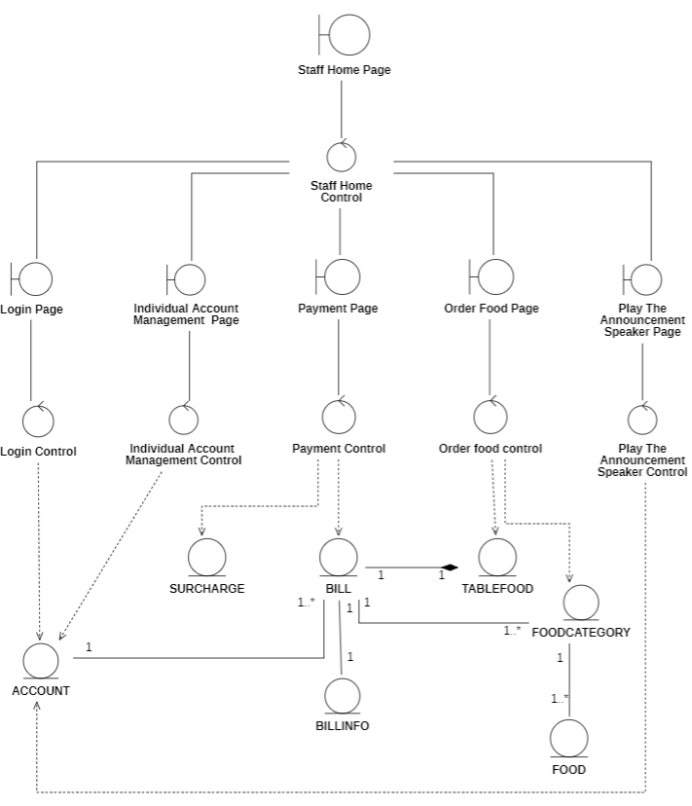 Staff Home Page
Staff Home
Control
Login Page
Individual Account
Management Page
Payment Page
Order Food Page
Play The
Announcement
Speaker Page
Login Control
Individual Account
Management Control
Payment Control
Order food control
Play The
Announcement
Speaker Control
SURCHARGE
BILL
1
1
TABLEFOOD
1..*
1
1
1..*
FOODCATEGORY
1
1
1
ACCOUNT
1..*
BILLINFO
FOOD